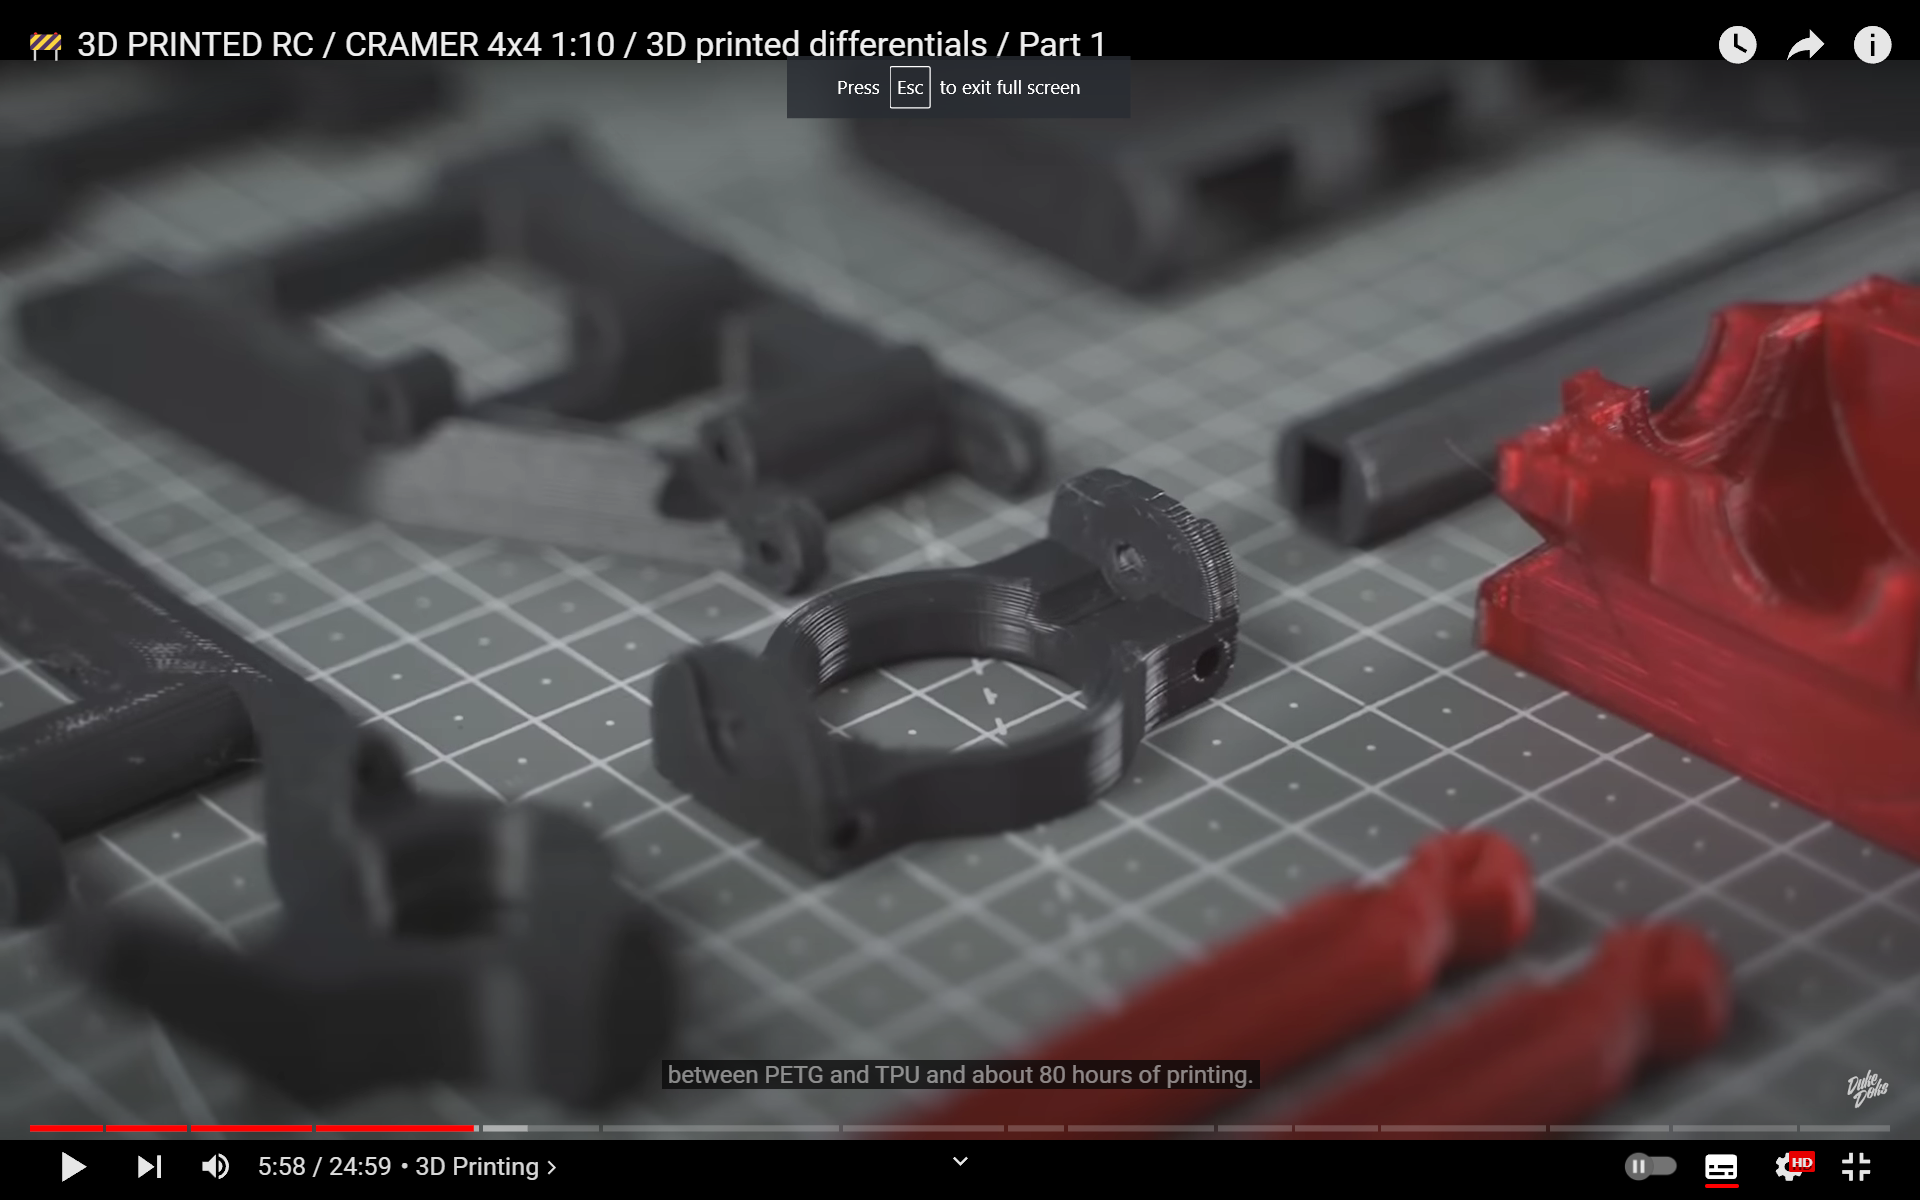 🚧 3D PRINTED RC / CRAMER 4x4 1:10 / 3D printed differentials / Part 1
Press Esc to exit full screen
between PETG and TPU and about 80 hours of printing.
Duke
Doks
5:58 / 24:59 • 3D Printing ›
HD